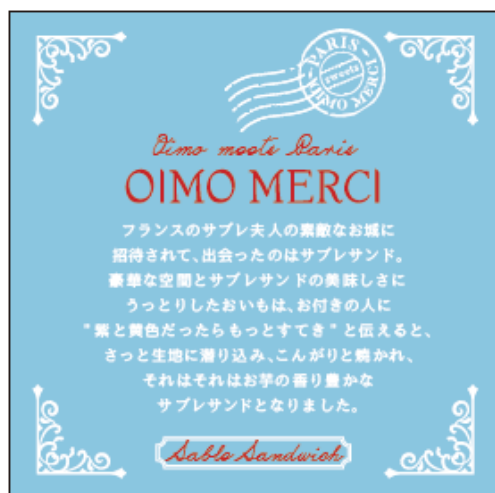 PARIS
sweets
OIMO MERCI
Oimo meets Paris
OIMO MERCI
フランスのサブレ夫人の素敵なお城に
招待されて、出会ったのはサブレサンド。
豪華な空間とサブレサンドの美味しさに
うっとりしたおいもは、お付きの人に
"紫と黄色だったらもっとすてき"と伝えると、
さっと生地に潜り込み、こんがりと焼かれ、
それはそれはお芋の香り豊かな
サブレサンドとなりました。
Sable Sandwich